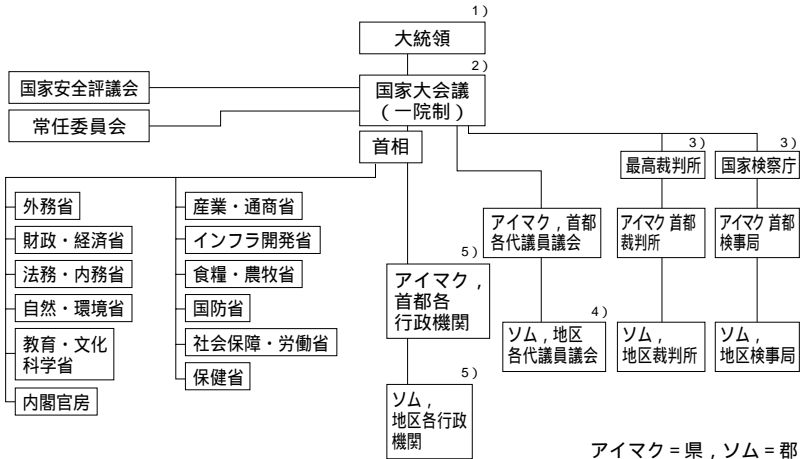 1)
大統領
2)
国家安全評議会
国家大会議
(一院制)
常任委員会
首相
3)
最高裁判所
3)
国家検察庁
外務省
財政・経済省
法務・内務省
自然・環境省
教育・文化
科学省
内閣官房
産業・通商省
インフラ開発省
食糧・農牧省
国防省
社会保障・労働省
保健省
5)
アイマク,
首都各
行政機関
5)
ソム,
地区各行政
機関
アイマク,首都
各代議員議会
4)
ソム,地区
各代議員議会
アイマク 首都
裁判所
ソム,
地区裁判所
アイマク 首都
検事局
ソム,
地区検事局
アイマク=県,ソム=郡